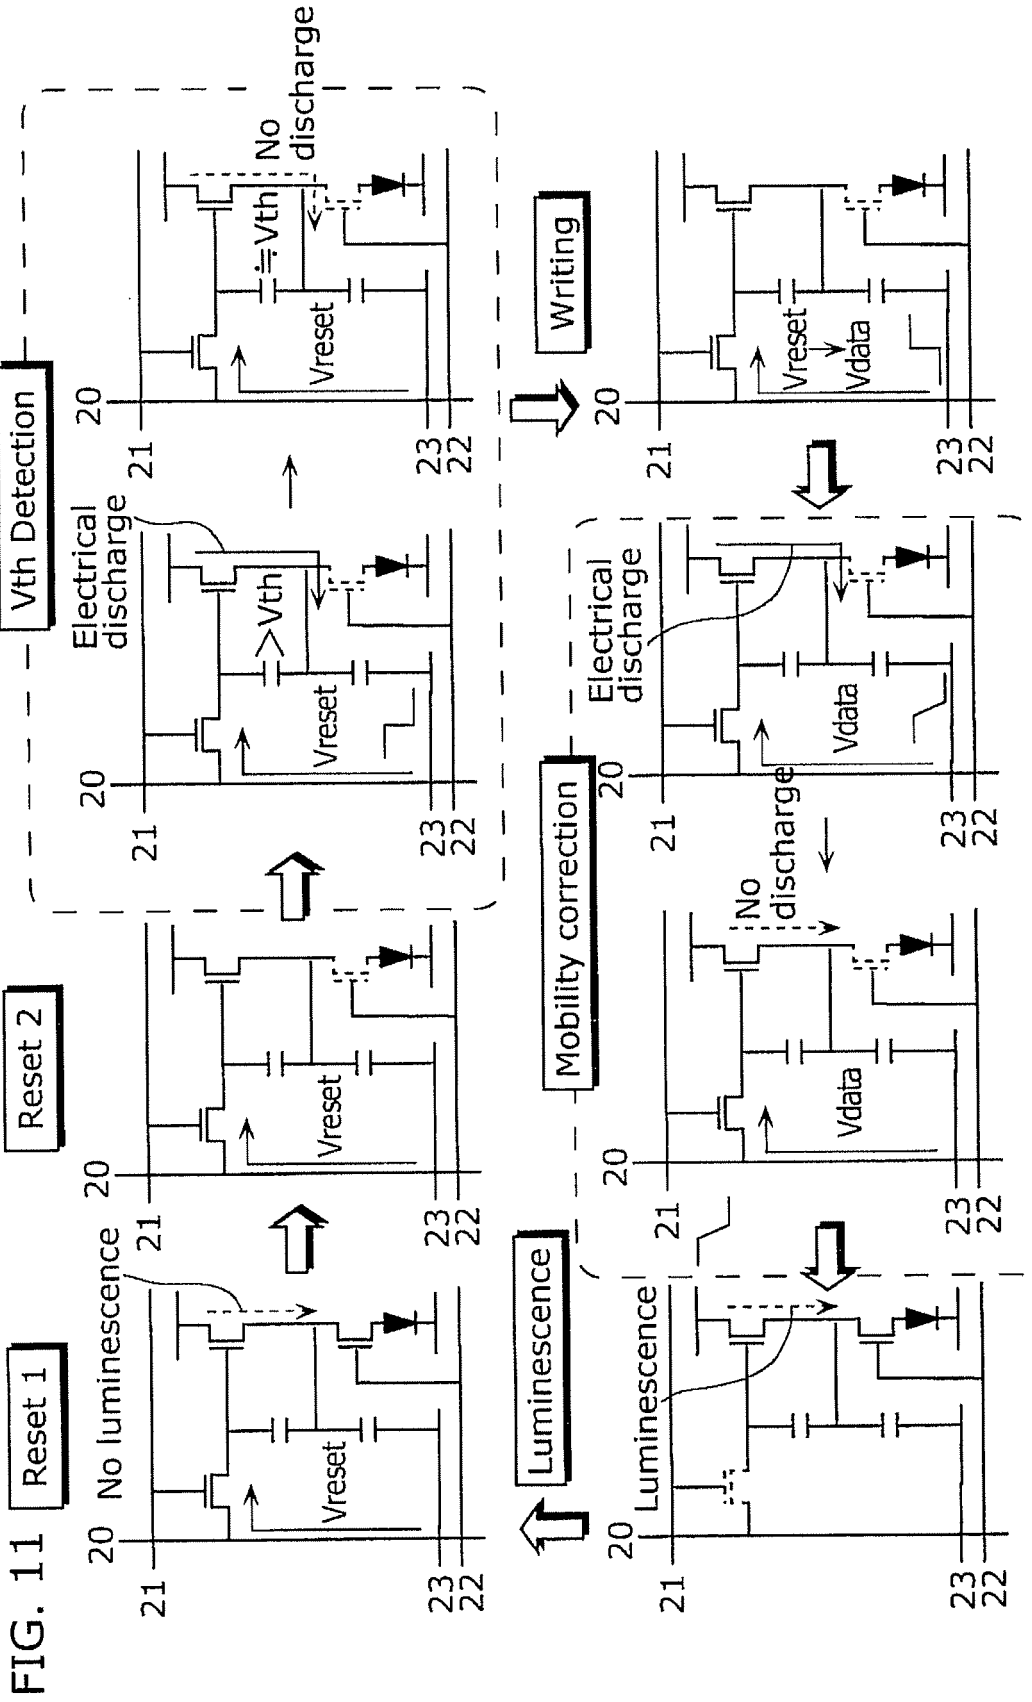 FIG. 11
Reset 1
No luminescence
20
21
Vreset
23
22
Reset 2
20
21
Vreset
23
22
Vth Detection
Electrical
discharge
20
21
>Vth
Vreset
23
22
20
21
≒Vth
No
discharge
Vreset
23
22
Luminescence
20
Luminescence
21
23
22
Mobility correction
20
21
No
discharge
Vdata
23
22
20
Electrical
discharge
21
Vdata
23
22
Writing
20
21
Vreset
Vdata
23
22